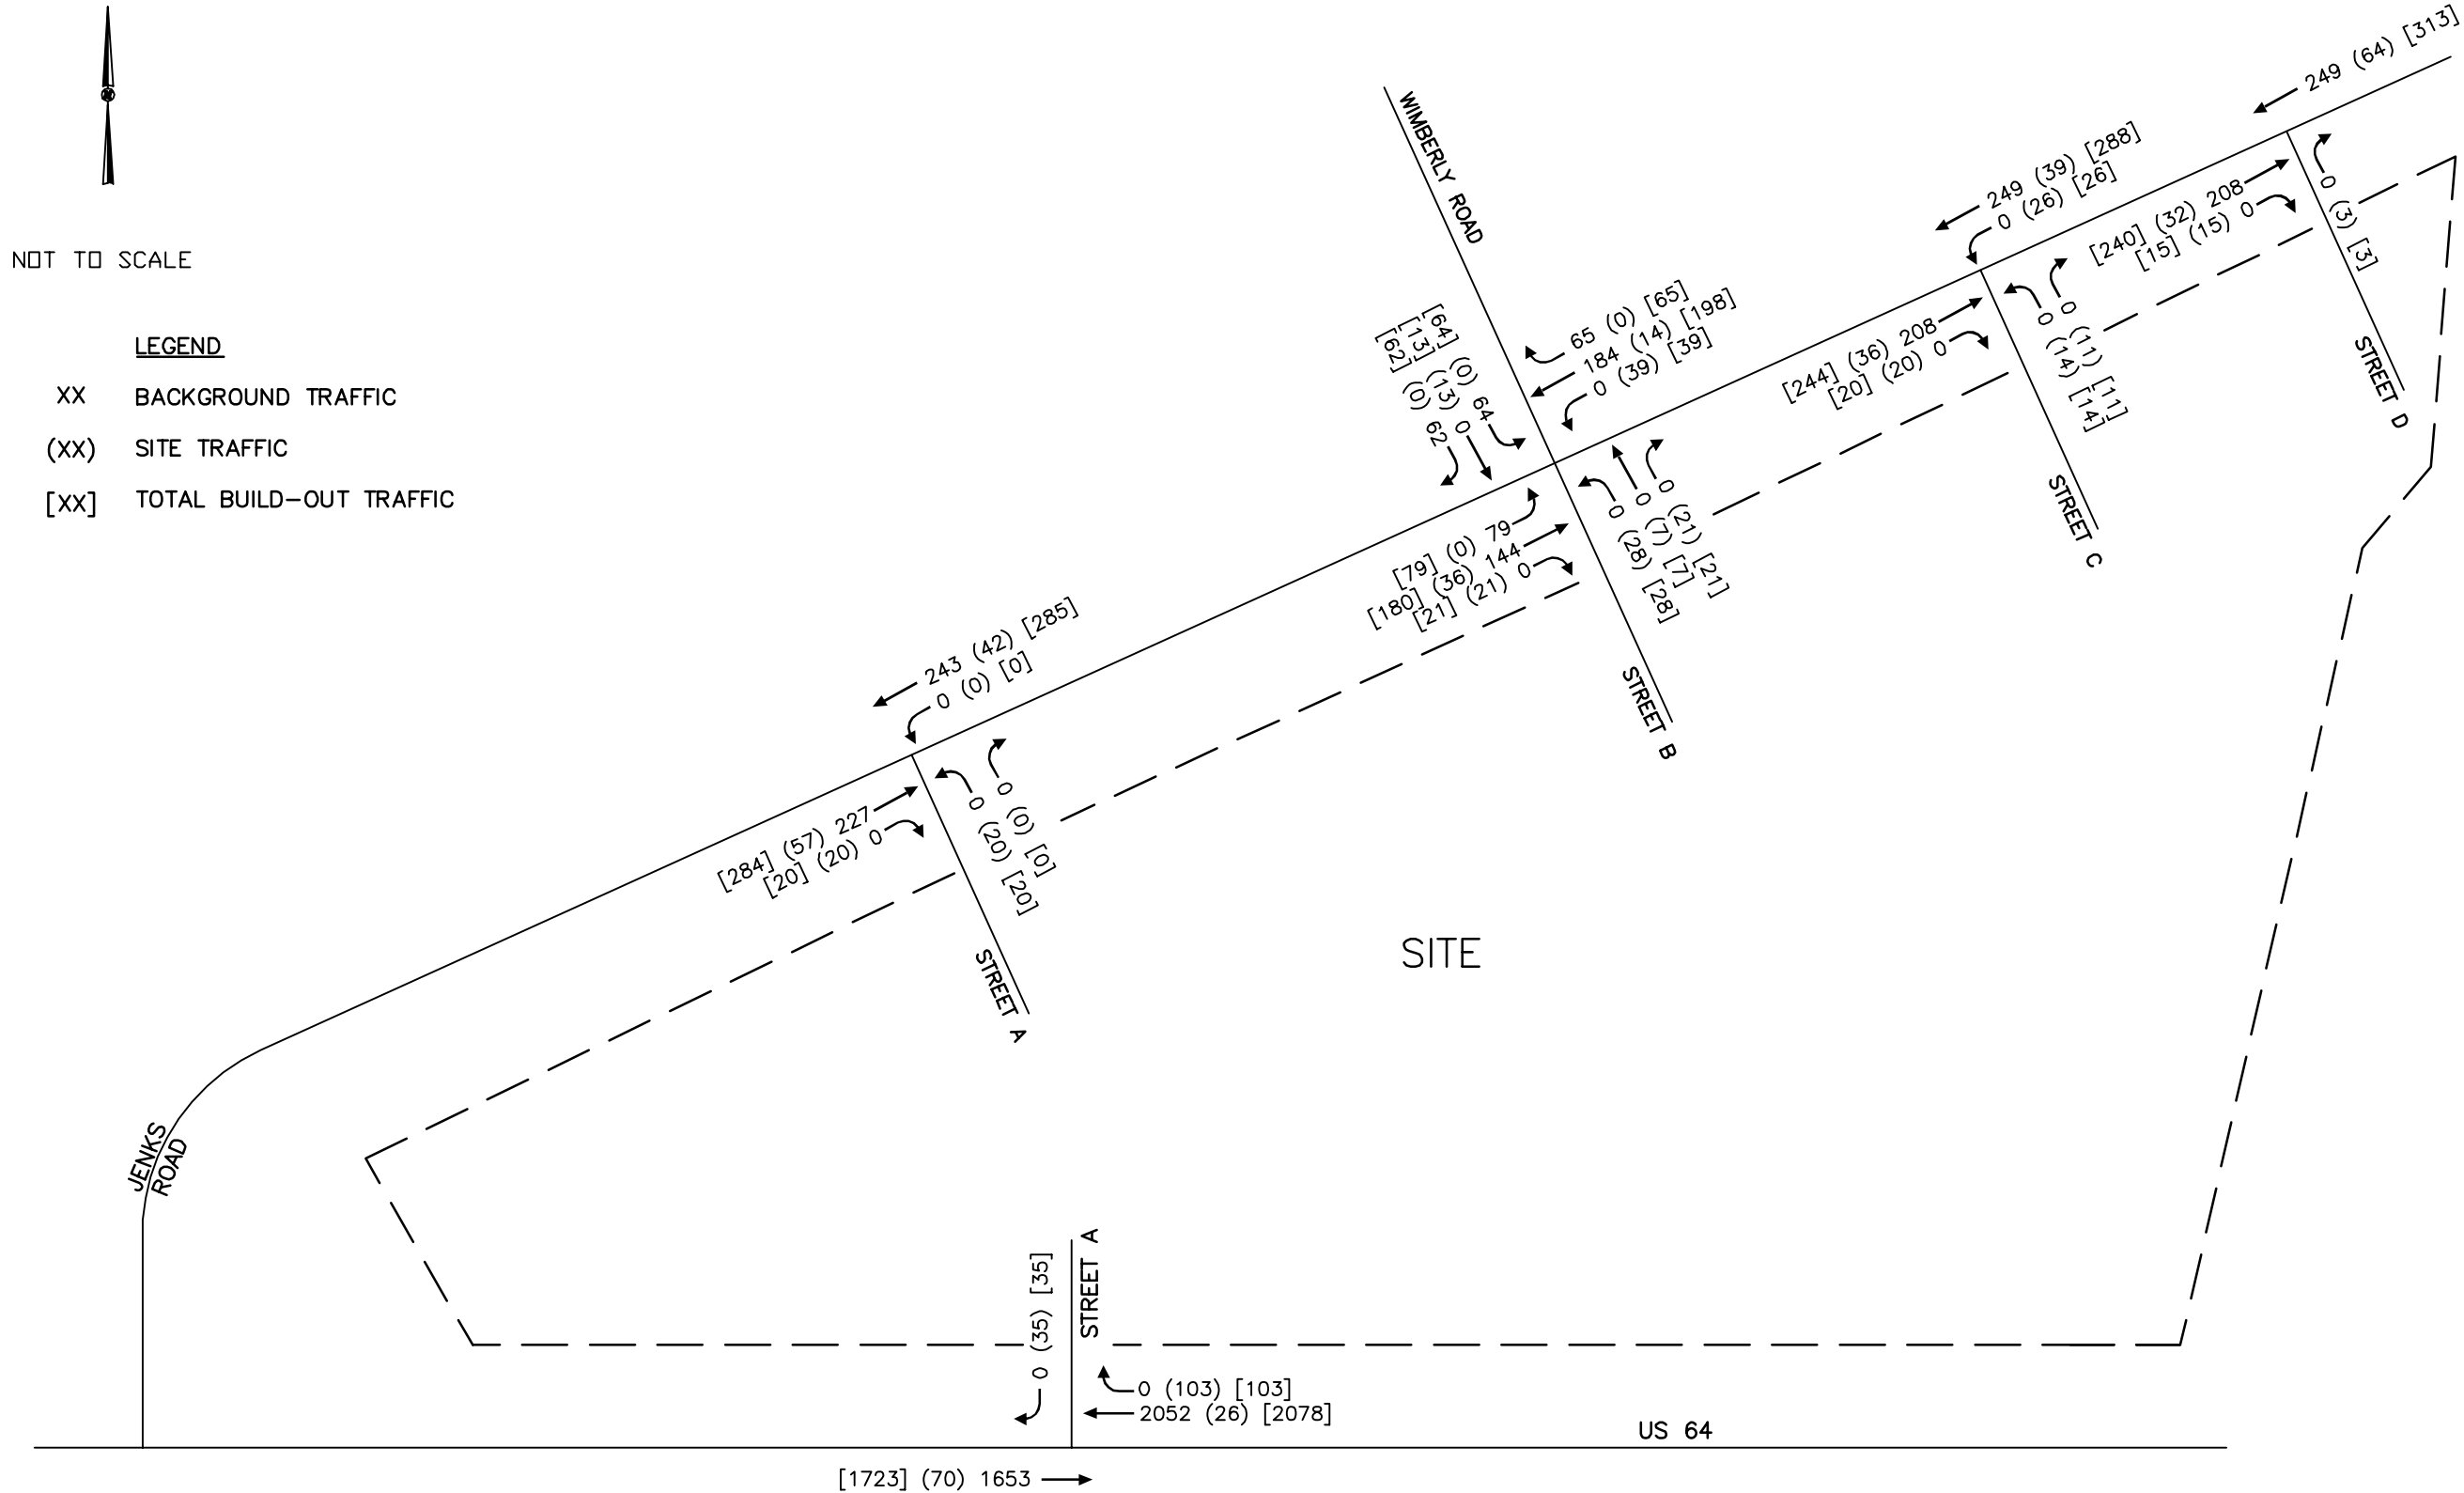 249 (64) [313]
WIMBERLY ROAD
249 (39) [288]
0 (26) [26]
[240] (32) 208
[15] (15) 0
0 (3) [3]
NOT TO SCALE
LEGEND
XX BACKGROUND TRAFFIC
(XX) SITE TRAFFIC
[XX] TOTAL BUILD-OUT TRAFFIC
65 (0) [65]
184 (14) [198]
0 (39) [39]
[64] (0) 64
[13] (13) 0
[62] (0) 62
[244] (36) 208
[20] (20) 0
0 (11) [11]
0 (14) [14]
STREET D
STREET C
[79] (0) 79
[180] (36) 144
[21] (21) 0
0 (21) [21]
0 (7) [7]
0 (28) [28]
STREET B
243 (42) [285]
0 (0) [0]
[284] (57) 227
[20] (20) 0
0 (0) [0]
0 (20) [20]
STREET A
SITE
JENKS
ROAD
0 (35) [35]
STREET A
0 (103) [103]
2052 (26) [2078]
US 64
[1723] (70) 1653